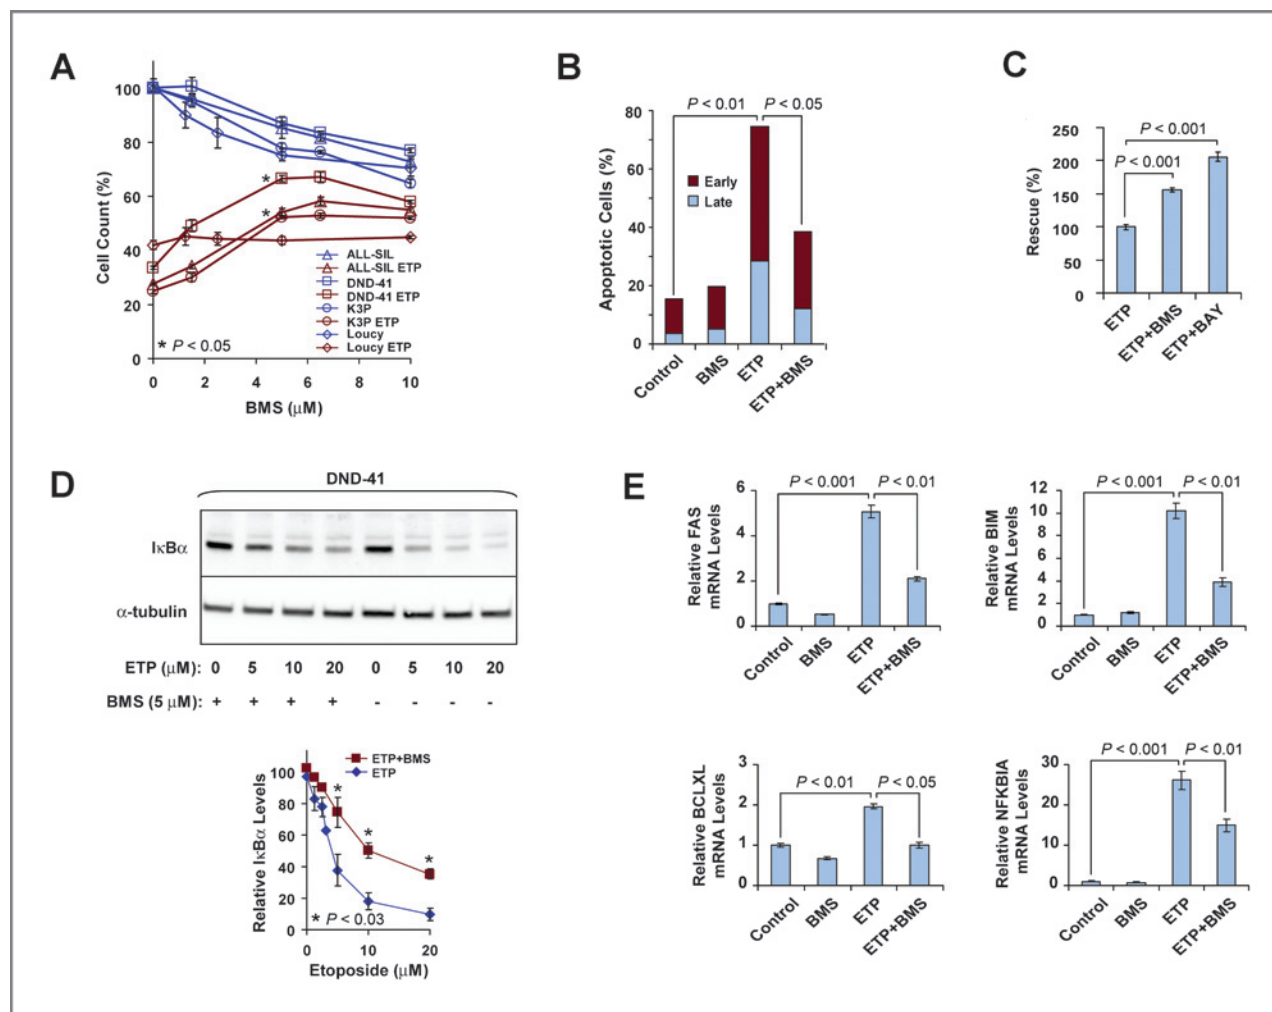 A
Cell Count (%)
100
80
60
40
20
0
*
*
ALL-SIL
ALL-SIL ETP
DND-41
DND-41 ETP
K3P
K3P ETP
Loucy
Loucy ETP
* P < 0.05
0 2 4 6 8 10
BMS (μM)
B
Apoptotic Cells (%)
80
60
40
20
0
P < 0.01 P < 0.05
Early
Late
Control
BMS
ETP
ETP+BMS
C
Rescue (%)
250
200
150
100
50
0
P < 0.001
P < 0.001
ETP
ETP+BMS
ETP+BAY
D
DND-41
IκBα
α-tubulin
ETP (μM): 0 5 10 20 0 5 10 20
BMS (5 μM): + + + + - - - -
Relative IκBα Levels
100
80
60
40
20
0
ETP+BMS
ETP
*
*
*
* P < 0.03
0 10 20
Etoposide (μM)
E
Relative FAS
mRNA Levels
6
4
2
0
P < 0.001 P < 0.01
Control
BMS
ETP
ETP+BMS
Relative BIM
mRNA Levels
12
10
8
6
4
2
0
P < 0.001 P < 0.01
Control
BMS
ETP
ETP+BMS
Relative BCLXL
mRNA Levels
3
2
1
0
P < 0.01 P < 0.05
Control
BMS
ETP
ETP+BMS
Relative NFKBIA
mRNA Levels
30
20
10
0
P < 0.001 P < 0.01
Control
BMS
ETP
ETP+BMS